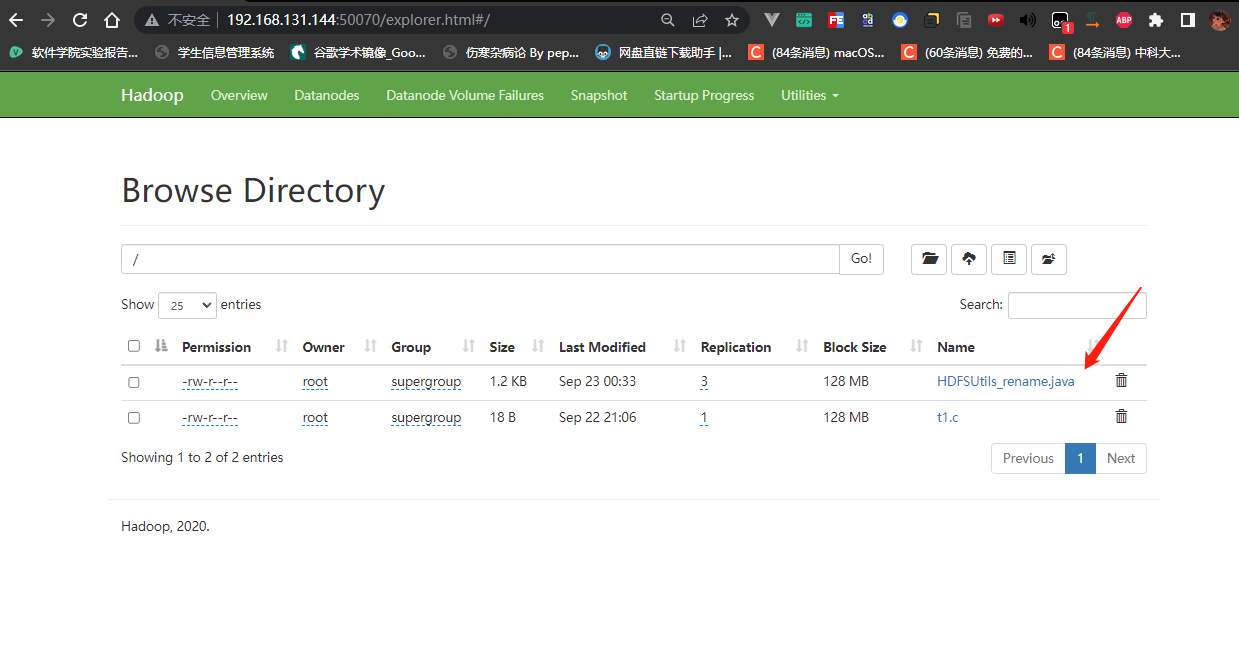 不安全 192.168.131.144:50070/explorer.html#/
FE ABP 1
软件学院实验报告... 学生信息管理系统 谷歌学术镜像_Goo... 伤寒杂病论 By pep... 网盘直链下载助手 |... C (84条消息) macOS... C (60条消息) 免费的... C (84条消息) 中科大...
Hadoop Overview Datanodes Datanode Volume Failures Snapshot Startup Progress Utilities
Browse Directory
/ Go!
Show 25 entries Search:
Permission Owner Group Size Last Modified Replication Block Size Name
-rw-r--r-- root supergroup 1.2 KB Sep 23 00:33 3 128 MB HDFSUtils_rename.java
-rw-r--r-- root supergroup 18 B Sep 22 21:06 1 128 MB t1.c
Showing 1 to 2 of 2 entries Previous 1 Next
Hadoop, 2020.